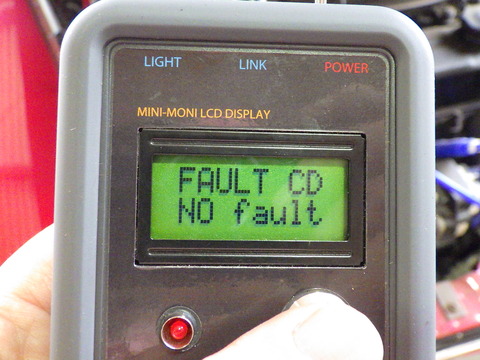 LIGHT LINK POWER
MINI-MONI LCD DISPLAY
FAULT CD
NO fault